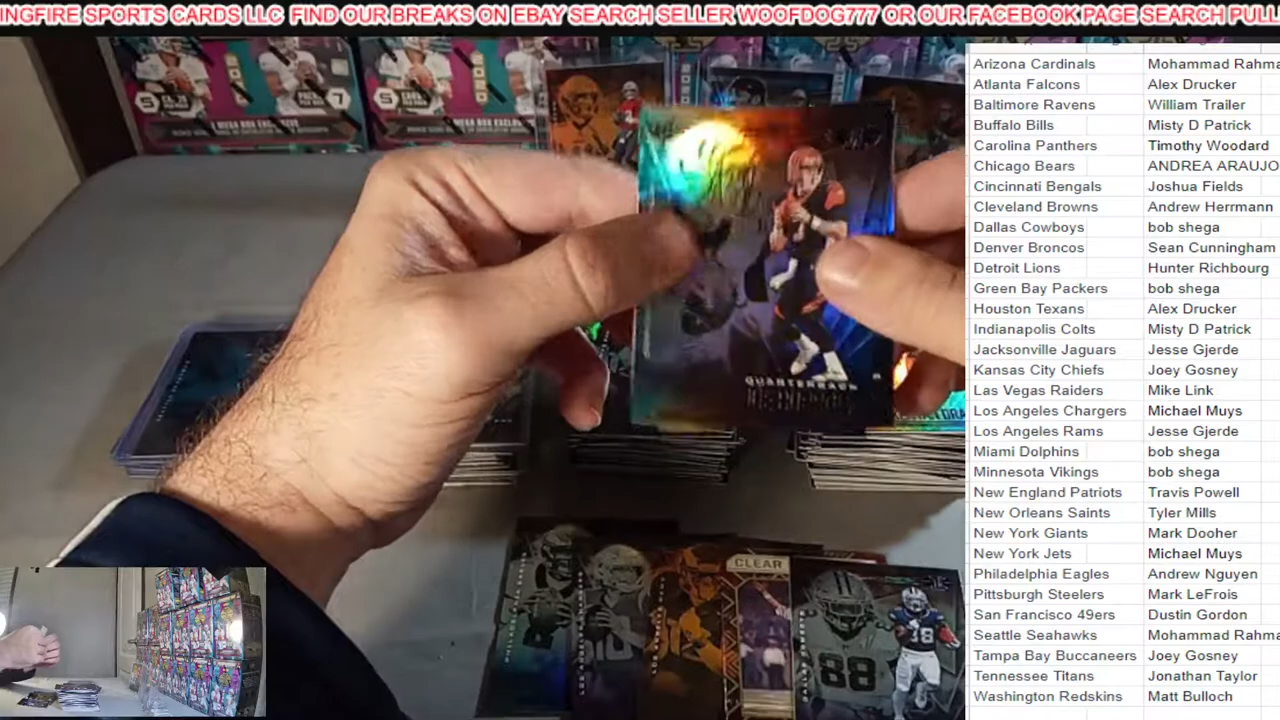 INGFIRE SPORTS CARDS LLC FIND OUR BREAKS ON EBAY SEARCH SELLER WOOFDOG777 OR OUR FACEBOOK PAGE SEARCH PULL
Arizona Cardinals Mohammad Rahma
Atlanta Falcons Alex Drucker
Baltimore Ravens William Trailer
Buffalo Bills Misty D Patrick
Carolina Panthers Timothy Woodard
Chicago Bears ANDREA ARAUJO
Cincinnati Bengals Joshua Fields
Cleveland Browns Andrew Herrmann
Dallas Cowboys bob shega
Denver Broncos Sean Cunningham
Detroit Lions Hunter Richbourg
Green Bay Packers bob shega
Houston Texans Alex Drucker
Indianapolis Colts Misty D Patrick
Jacksonville Jaguars Jesse Gjerde
Kansas City Chiefs Joey Gosney
Las Vegas Raiders Mike Link
Los Angeles Chargers Michael Muys
Los Angeles Rams Jesse Gjerde
Miami Dolphins bob shega
Minnesota Vikings bob shega
New England Patriots Travis Powell
New Orleans Saints Tyler Mills
New York Giants Mark Dooher
New York Jets Michael Muys
Philadelphia Eagles Andrew Nguyen
Pittsburgh Steelers Mark LeFrois
San Francisco 49ers Dustin Gordon
Seattle Seahawks Mohammad Rahma
Tampa Bay Buccaneers Joey Gosney
Tennessee Titans Jonathan Taylor
Washington Redskins Matt Bulloch
5
7
5
QUARTERBACK
CLEAR
88